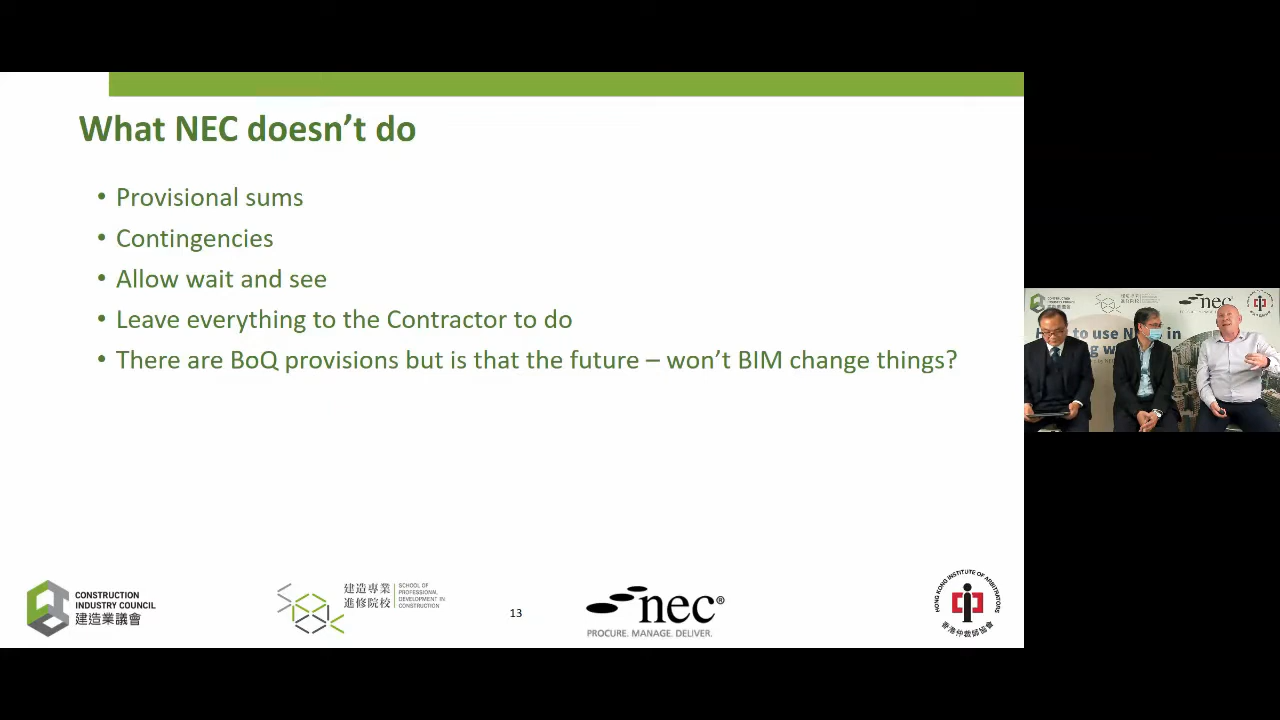 What NEC doesn't do
• Provisional sums
• Contingencies
• Allow wait and see
• Leave everything to the Contractor to do
• There are BoQ provisions but is that the future – won't BIM change things?
CONSTRUCTION
INDUSTRY COUNCIL
建造業議會
建造專業
進修院校
SCHOOL OF
PROFESSIONAL
DEVELOPMENT IN
CONSTRUCTION
13
nec®
PROCURE. MANAGE. DELIVER.
HONG KONG INSTITUTE OF ARBITRATORS
香港仲裁師協會
nec
to use N
in